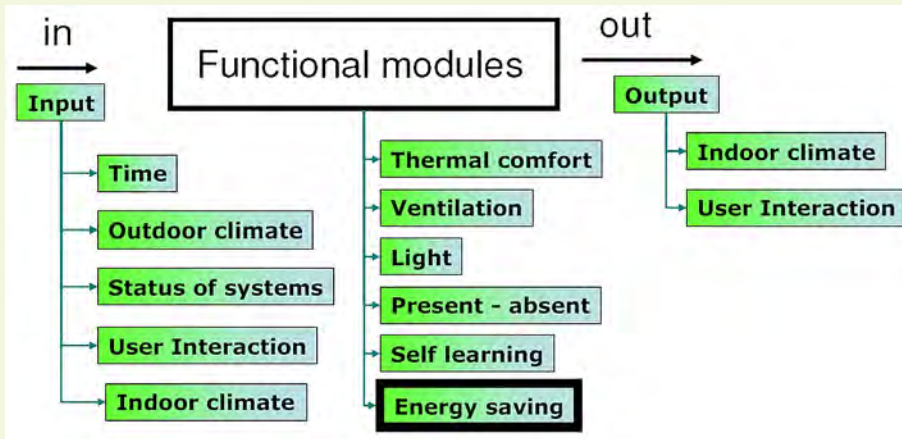 in
Functional modules
out
Input
Time
Outdoor climate
Status of systems
User Interaction
Indoor climate
Thermal comfort
Ventilation
Light
Present - absent
Self learning
Energy saving
Output
Indoor climate
User Interaction